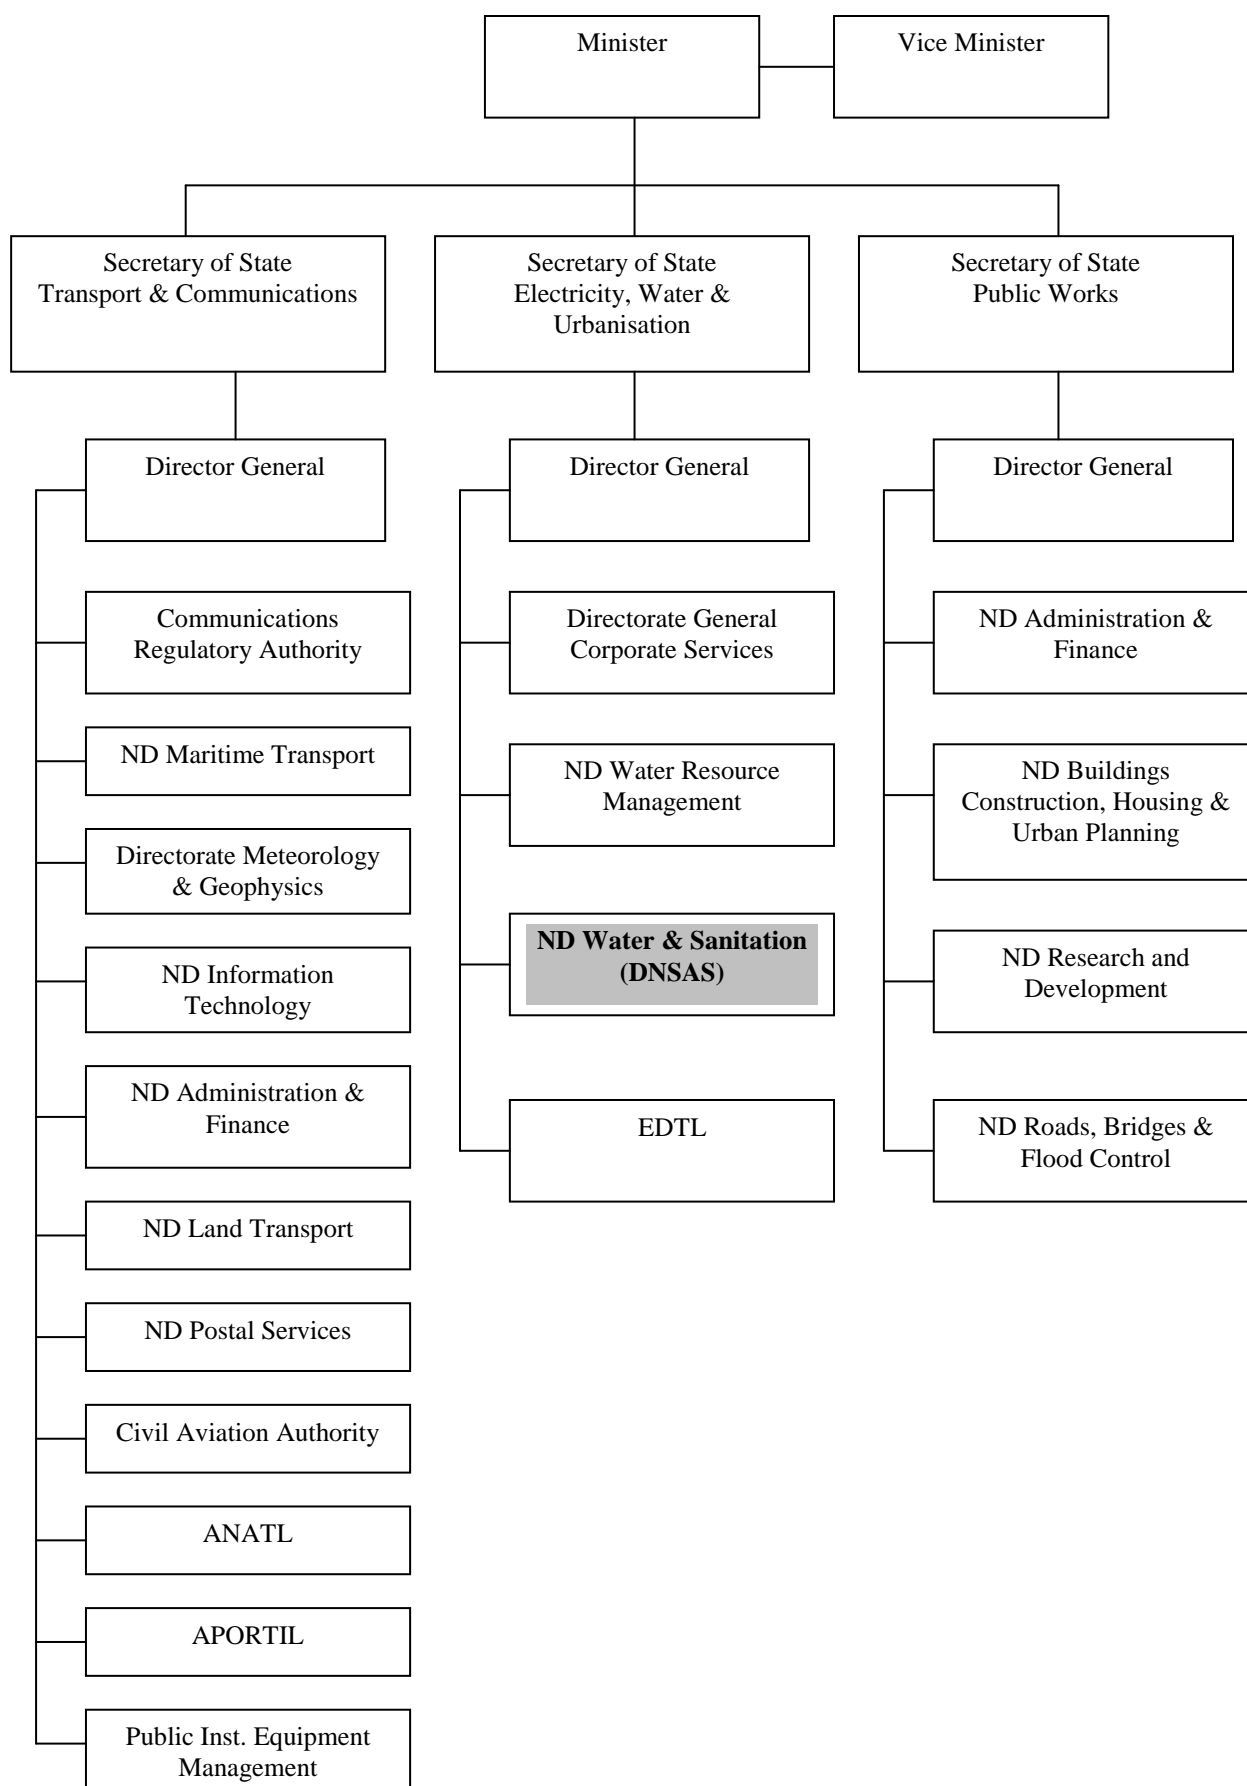 Minister
Vice Minister
Secretary of State
Transport & Communications
Secretary of State
Electricity, Water &
Urbanisation
Secretary of State
Public Works
Director General
Communications
Regulatory Authority
ND Maritime Transport
Directorate Meteorology
& Geophysics
ND Information
Technology
ND Administration &
Finance
ND Land Transport
ND Postal Services
Civil Aviation Authority
ANATL
APORTIL
Public Inst. Equipment
Management
Director General
Directorate General
Corporate Services
ND Water Resource
Management
ND Water & Sanitation
(DNSAS)
EDTL
Director General
ND Administration &
Finance
ND Buildings
Construction, Housing &
Urban Planning
ND Research and
Development
ND Roads, Bridges &
Flood Control